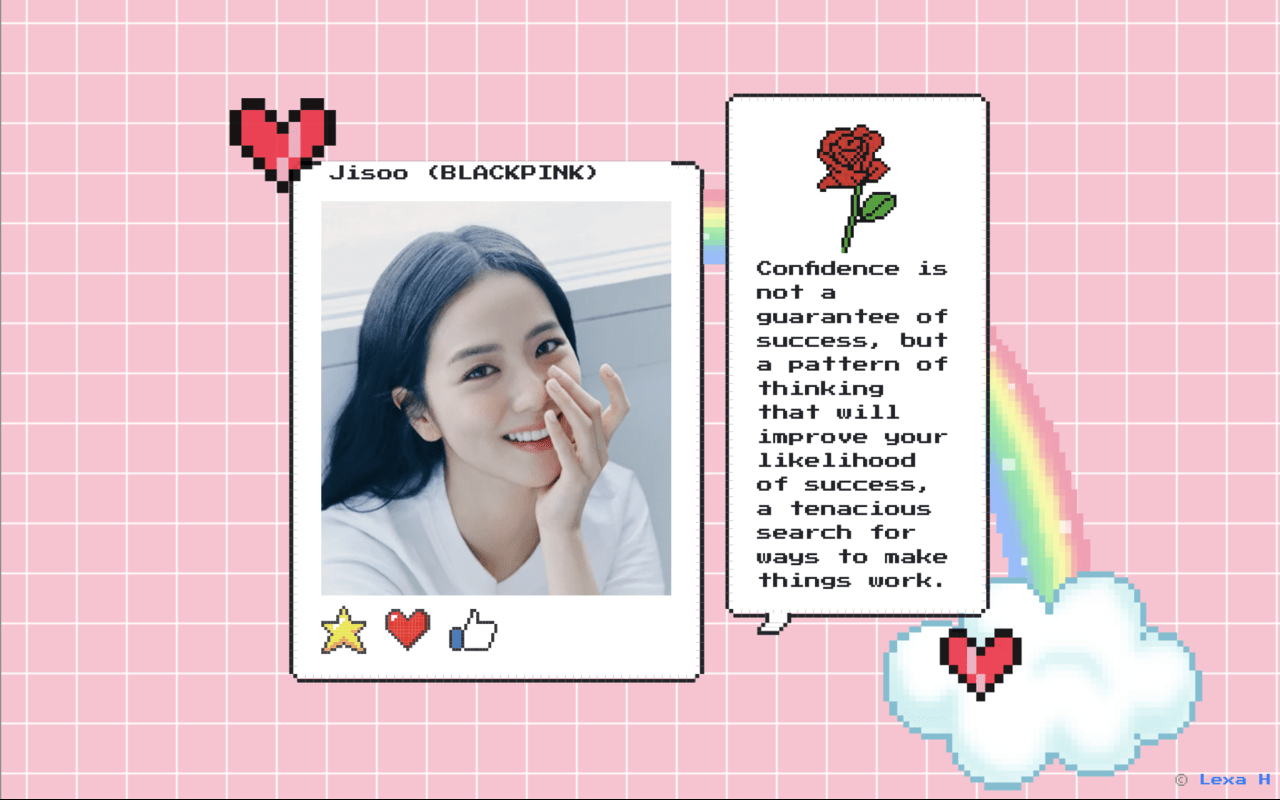 Jisoo (BLACKPINK)
Confidence is
not a
guarantee of
success, but
a pattern of
thinking
that will
improve your
likelihood
of success,
a tenacious
search for
ways to make
things work.
© Lexa H